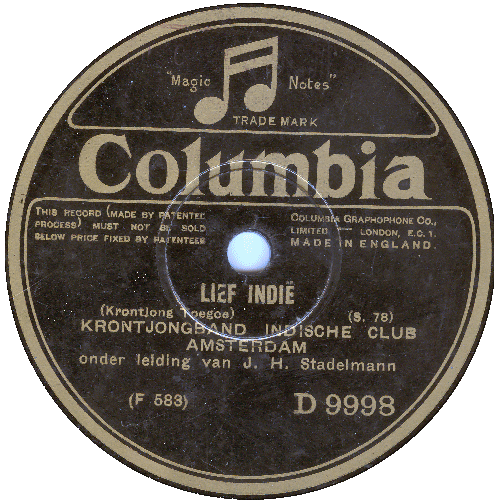 "Magic Notes"
TRADE MARK
Columbia
THIS RECORD (MADE BY PATENTED
PROCESS) MUST NOT BE SOLD
BELOW PRICE FIXED BY PATENTEES
COLUMBIA GRAPHOPHONE CO.,
LIMITED — LONDON, E.C.1.
MADE IN ENGLAND.
LIEF INDIË
(Krontjong Toegoe) (S. 78)
KRONTJONGBAND INDISCHE CLUB
AMSTERDAM
onder leiding van J. H. Stadelmann
(F 583) D 9998